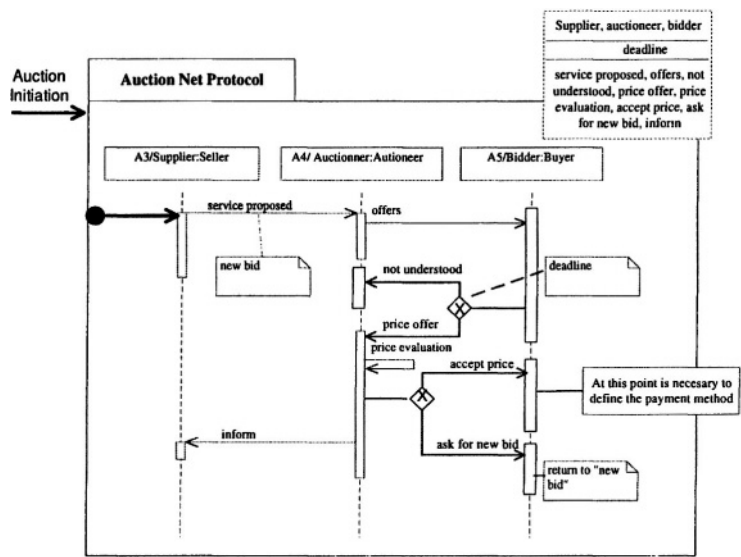 Supplier, auctioneer, bidder
deadline
service proposed, offers, not
understood, price offer, price
evaluation, accept price, ask
for new bid, inform
Auction
Initiation
Auction Net Protocol
A3/Supplier:Seller
A4/ Auctionner:Autioneer
A5/Bidder:Buyer
service proposed
offers
new bid
not understood
deadline
X
price offer
price evaluation
accept price
X
At this point is necesary to
define the payment method
inform
ask for new bid
return to "new
bid"